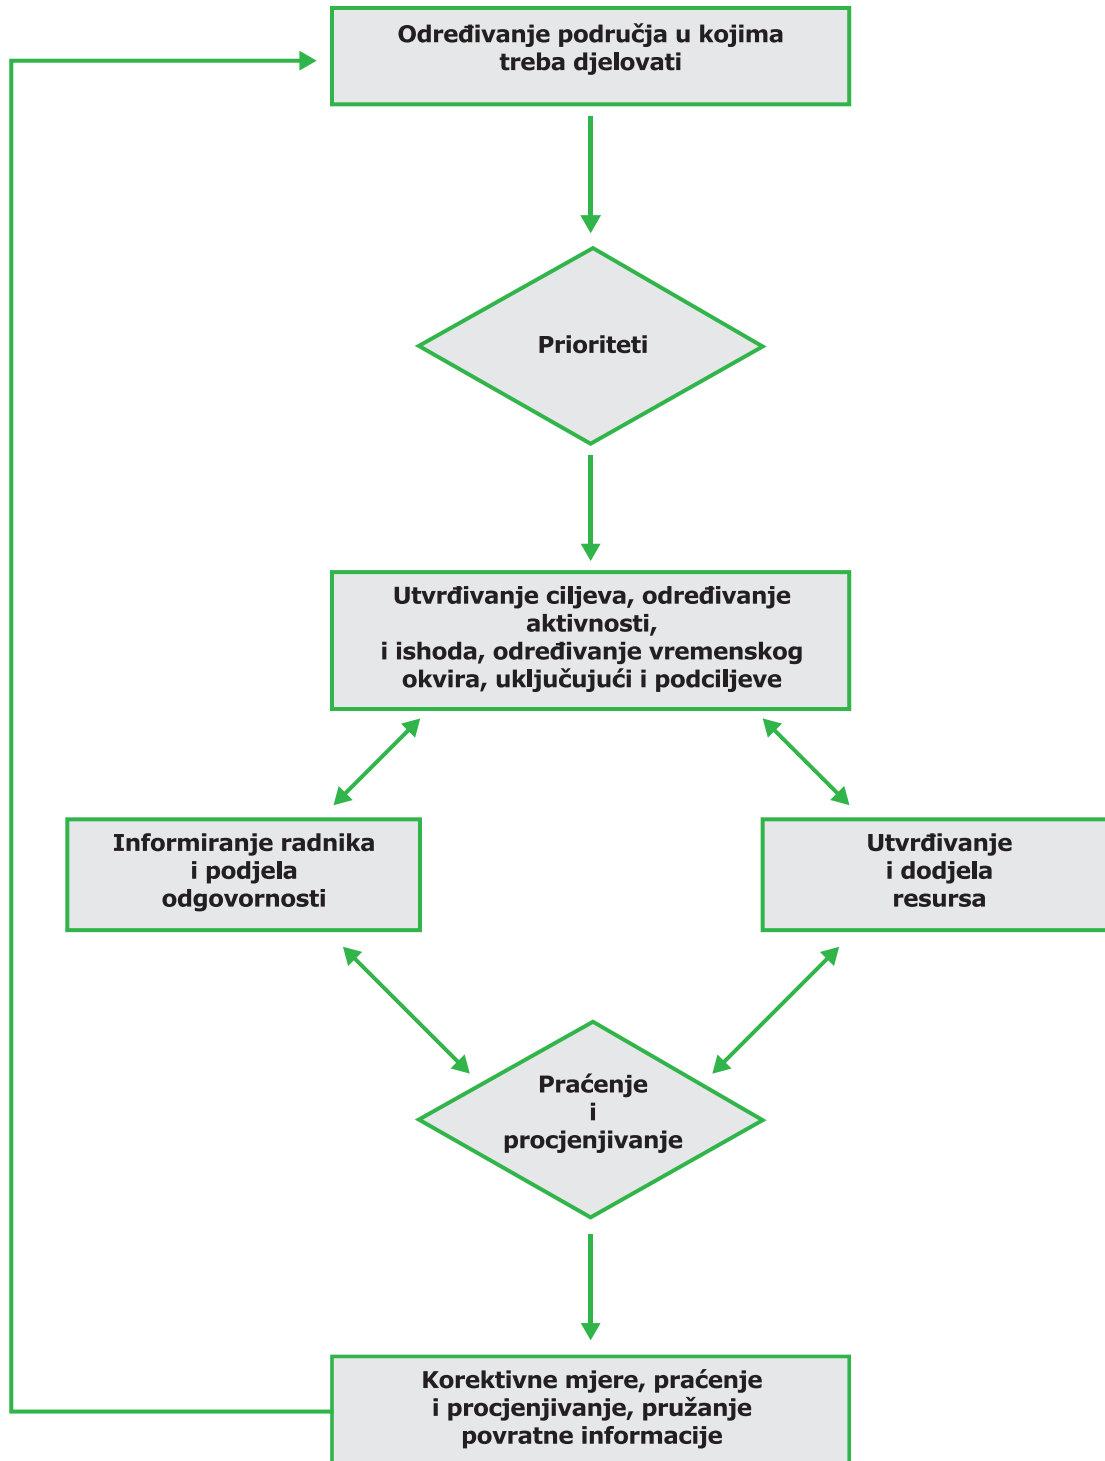 Određivanje područja u kojima
treba djelovati
Prioriteti
Utvrđivanje ciljeva, određivanje
aktivnosti,
i ishoda, određivanje vremenskog
okvira, uključujući i podciljeve
Informiranje radnika
i podjela
odgovornosti
Utvrđivanje
i dodjela
resursa
Praćenje
i
procjenjivanje
Korektivne mjere, praćenje
i procjenjivanje, pružanje
povratne informacije